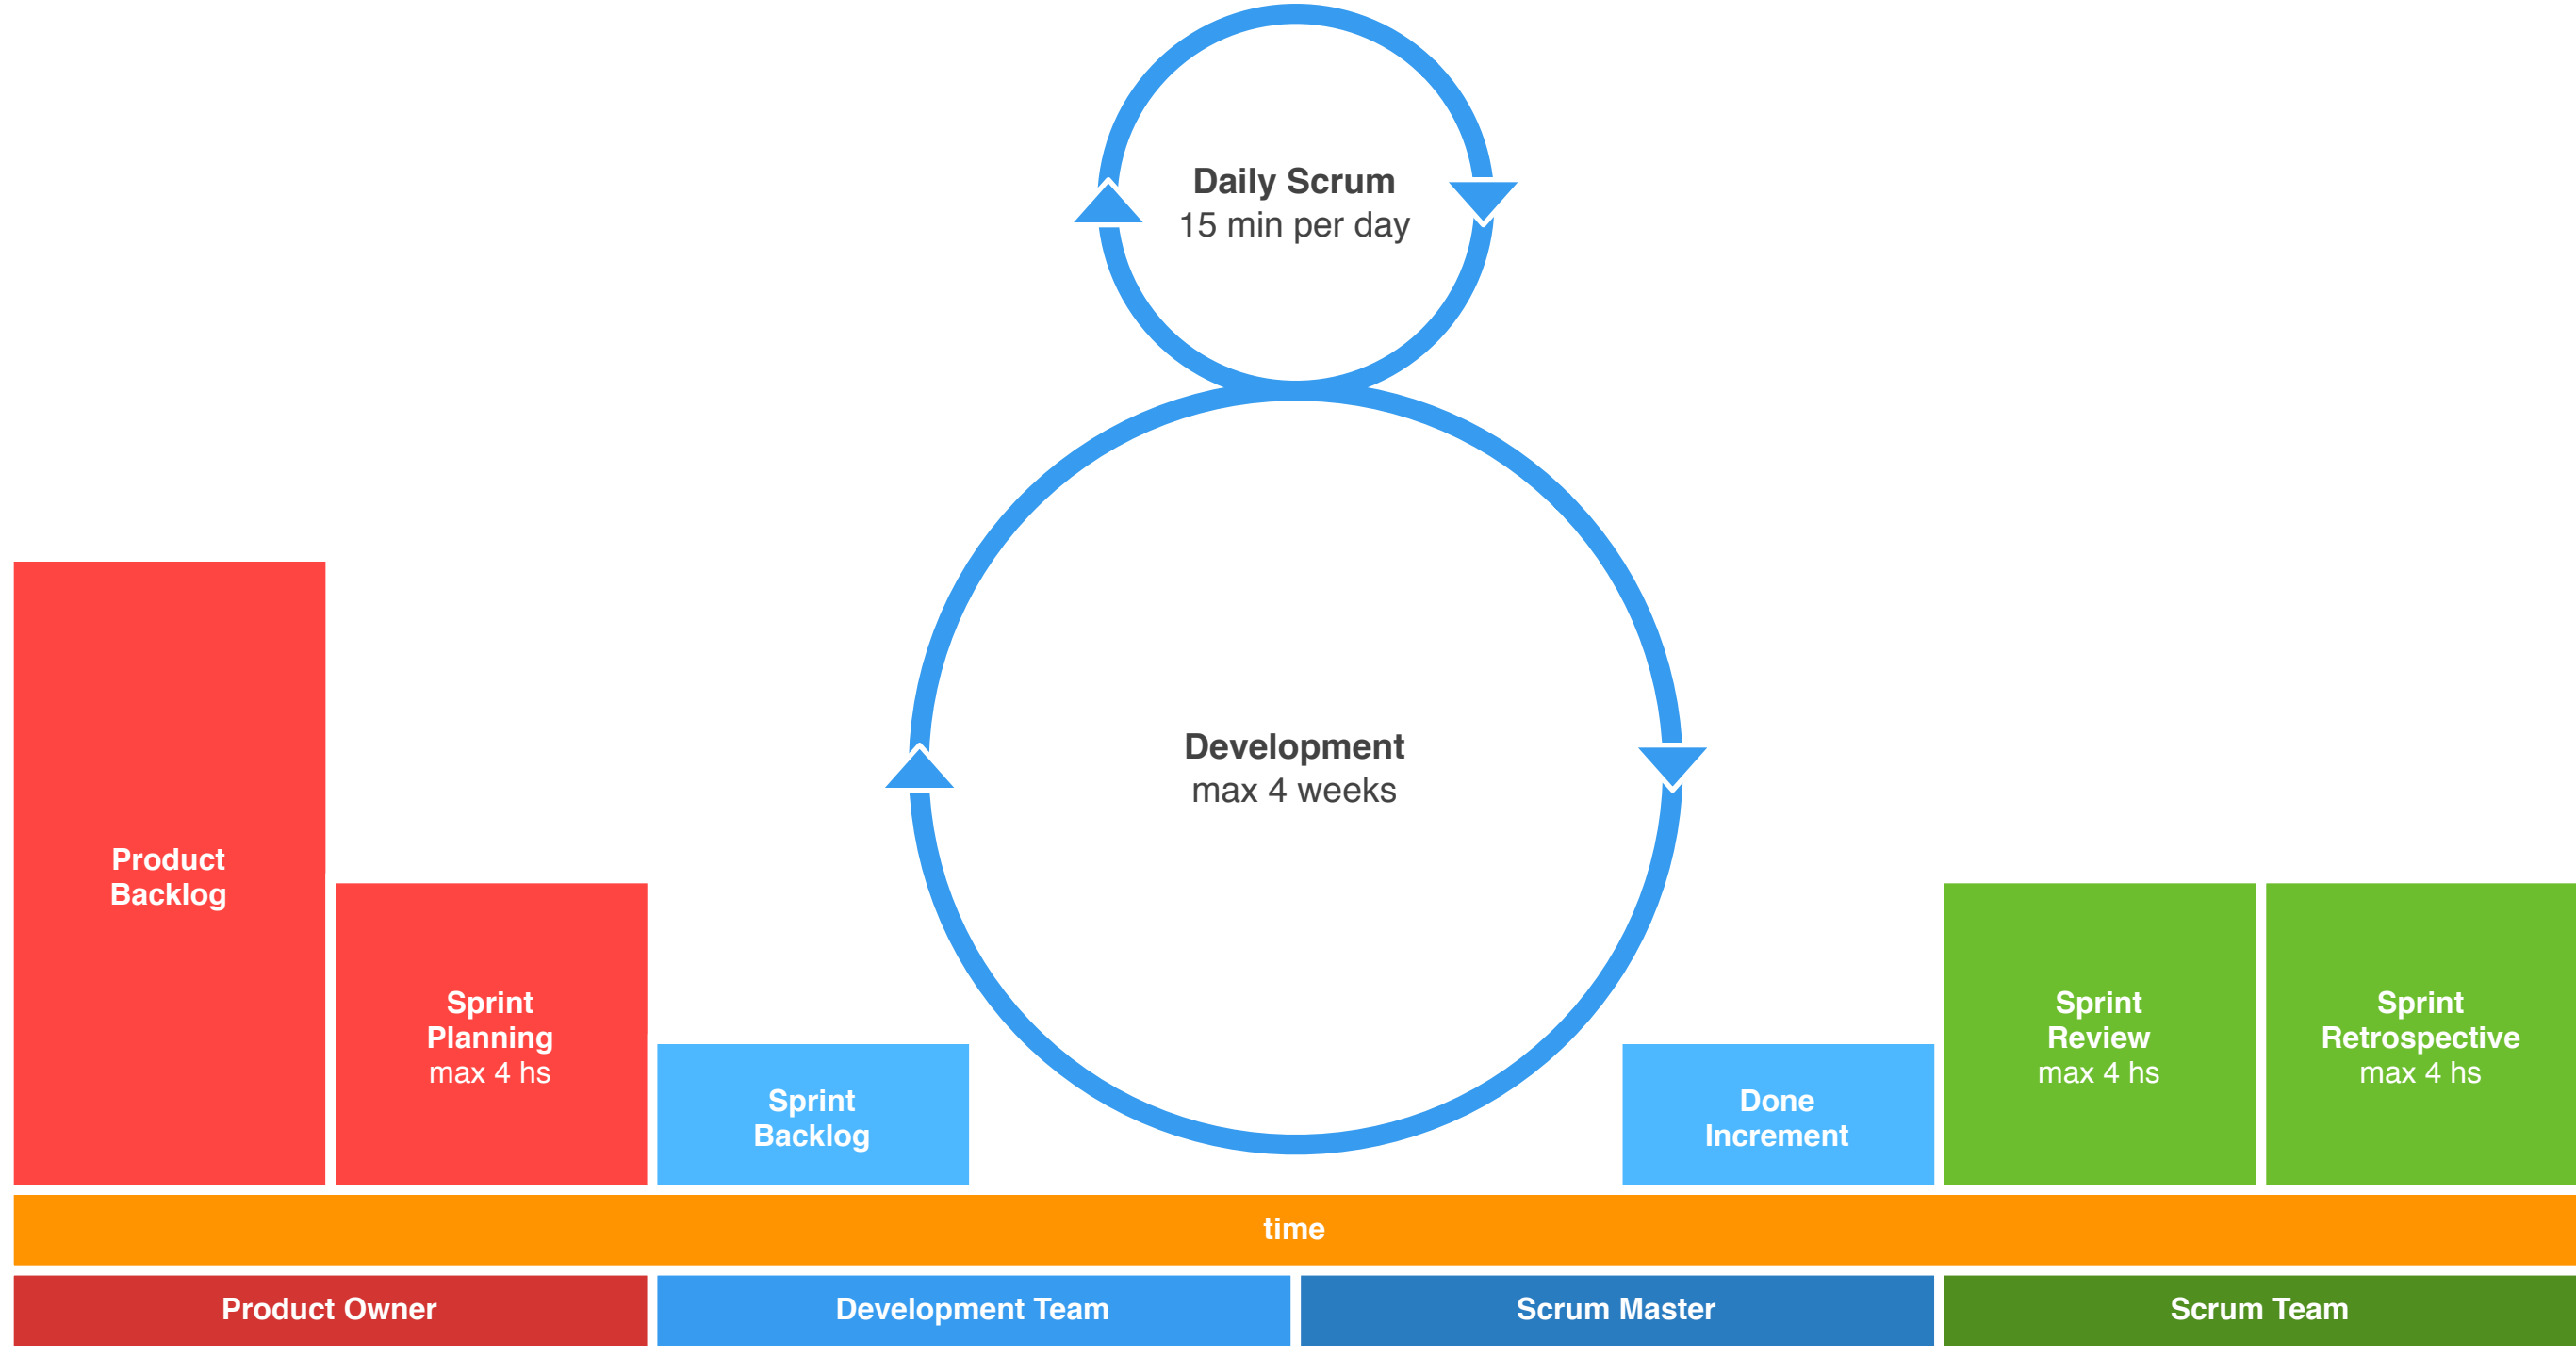 Daily Scrum
15 min per day
Development
max 4 weeks
Product
Backlog
Sprint
Planning
max 4 hs
Sprint
Backlog
Done
Increment
Sprint
Review
max 4 hs
Sprint
Retrospective
max 4 hs
time
Product Owner
Development Team
Scrum Master
Scrum Team